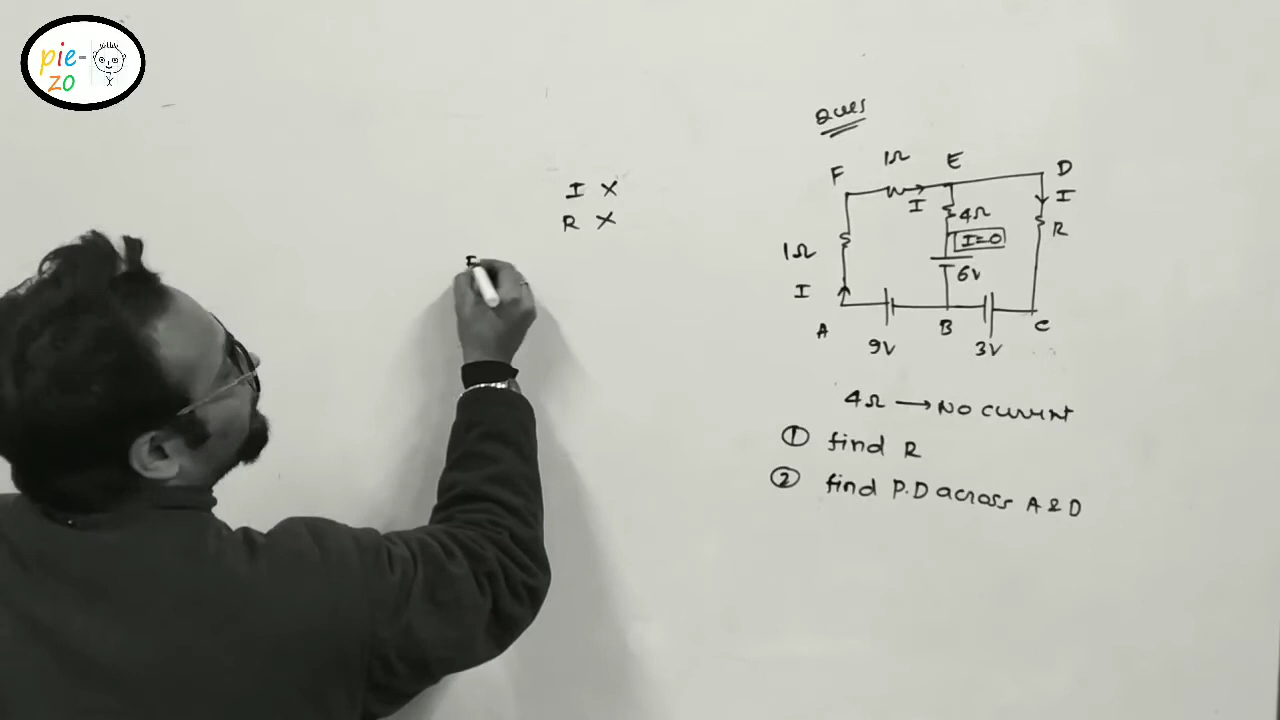 pie-
zo
I X
R X
Ques
F 1Ω E D
I I
4Ω R
I=0
1Ω
6V
I
A B C
9V 3V
4Ω → No current
① find R
② find P.D across A & D